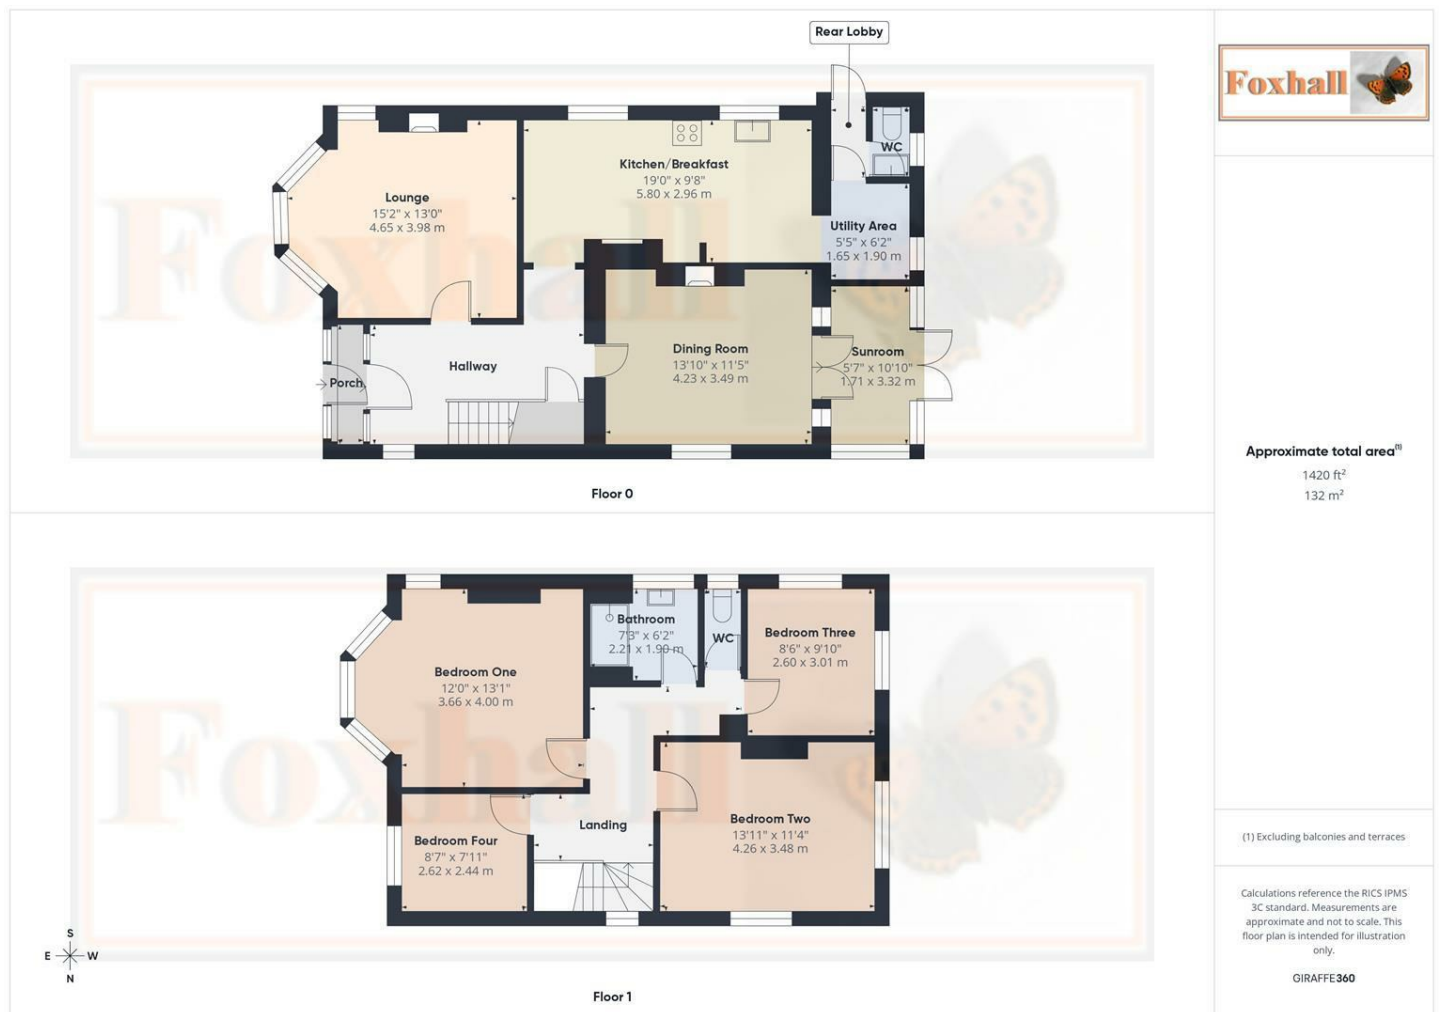 Rear Lobby
Foxhall
WC
Kitchen/Breakfast
19'0" x 9'8"
5.80 x 2.96 m
Lounge
15'2" x 13'0"
4.65 x 3.98 m
Utility Area
5'5" x 6'2"
1.65 x 1.90 m
Dining Room
13'10" x 11'5"
4.23 x 3.49 m
Sunroom
5'7" x 10'10"
1.71 x 3.32 m
Hallway
Porch
Foxhall
Floor 0
Approximate total area(1)
1420 ft²
132 m²
Bathroom
7'3" x 6'2"
2.21 x 1.90 m
WC
Bedroom Three
8'6" x 9'10"
2.60 x 3.01 m
Bedroom One
12'0" x 13'1"
3.66 x 4.00 m
Bedroom Two
13'11" x 11'4"
4.26 x 3.48 m
Landing
Bedroom Four
8'7" x 7'11"
2.62 x 2.44 m
Foxhall
S
E W
N
Floor 1
(1) Excluding balconies and terraces
Calculations reference the RICS IPMS
3C standard. Measurements are
approximate and not to scale. This
floor plan is intended for illustration
only.
GIRAFFE360